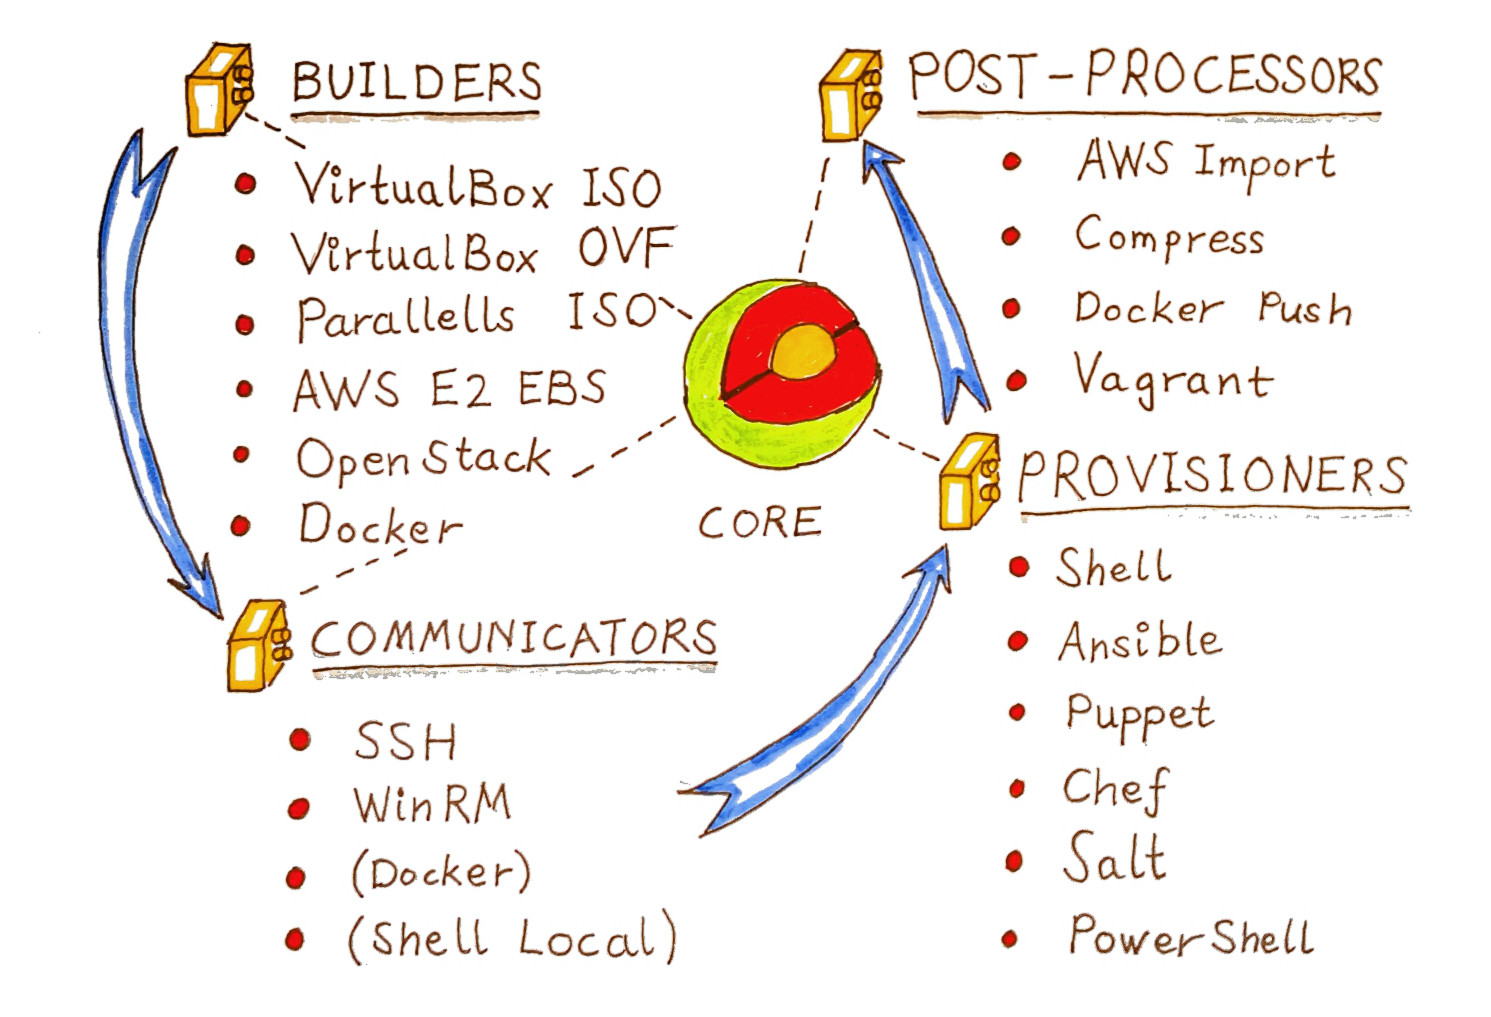 BUILDERS
VirtualBox ISO
VirtualBox OVF
Parallells ISO
AWS E2 EBS
OpenStack
Docker
COMMUNICATORS
SSH
WinRM
(Docker)
(Shell Local)
CORE
POST-PROCESSORS
AWS Import
Compress
Docker Push
Vagrant
PROVISIONERS
Shell
Ansible
Puppet
Chef
Salt
PowerShell